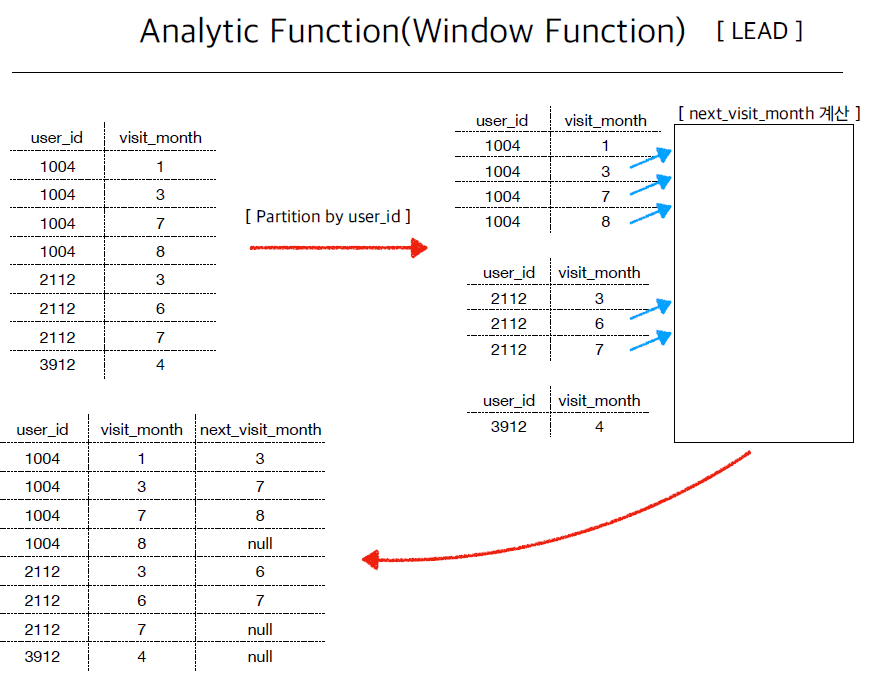 Analytic Function(Window Function) [ LEAD ]
user_id visit_month
1004 1
1004 3
1004 7
1004 8
2112 3
2112 6
2112 7
3912 4
[ Partition by user_id ]
user_id visit_month
1004 1
1004 3
1004 7
1004 8
user_id visit_month
2112 3
2112 6
2112 7
user_id visit_month
3912 4
[ next_visit_month 계산 ]
user_id visit_month next_visit_month
1004 1 3
1004 3 7
1004 7 8
1004 8 null
2112 3 6
2112 6 7
2112 7 null
3912 4 null